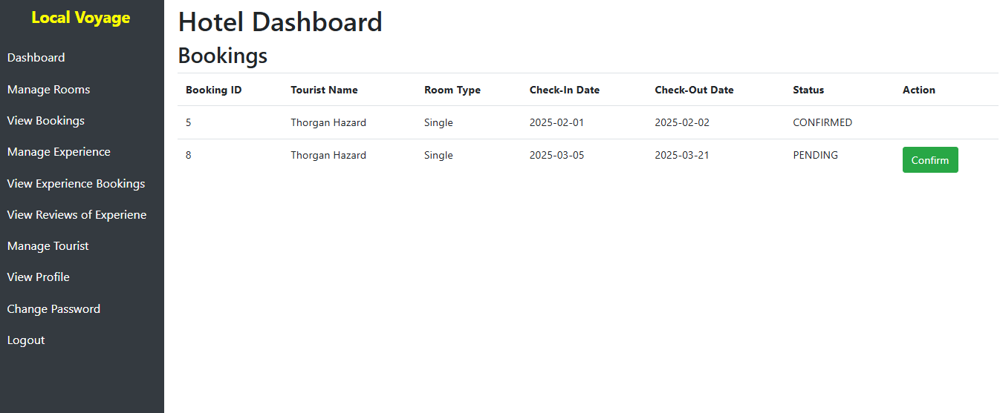 Local Voyage
Dashboard
Manage Rooms
View Bookings
Manage Experience
View Experience Bookings
View Reviews of Experiene
Manage Tourist
View Profile
Change Password
Logout
Hotel Dashboard
Bookings
Booking ID Tourist Name Room Type Check-In Date Check-Out Date Status Action
5 Thorgan Hazard Single 2025-02-01 2025-02-02 CONFIRMED
8 Thorgan Hazard Single 2025-03-05 2025-03-21 PENDING Confirm